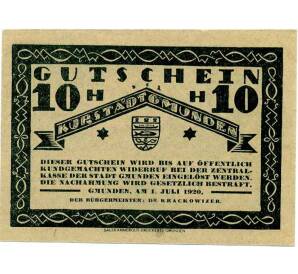 GUTSCHEIN
10 H H 10
KURSTADT GMUNDEN
DIESER GUTSCHEIN WIRD BIS AUF ÖFFENTLICH
KUNDGEMACHTEN WIDERRUF BEI DER ZENTRAL-
KASSE DER STADT GMUNDEN EINGELÖST WERDEN.
DIE NACHAHMUNG WIRD GESETZLICH BESTRAFT.
GMUNDEN, AM 1. JULI 1920.
DER BÜRGERMEISTER: DR KRACKOWIZER